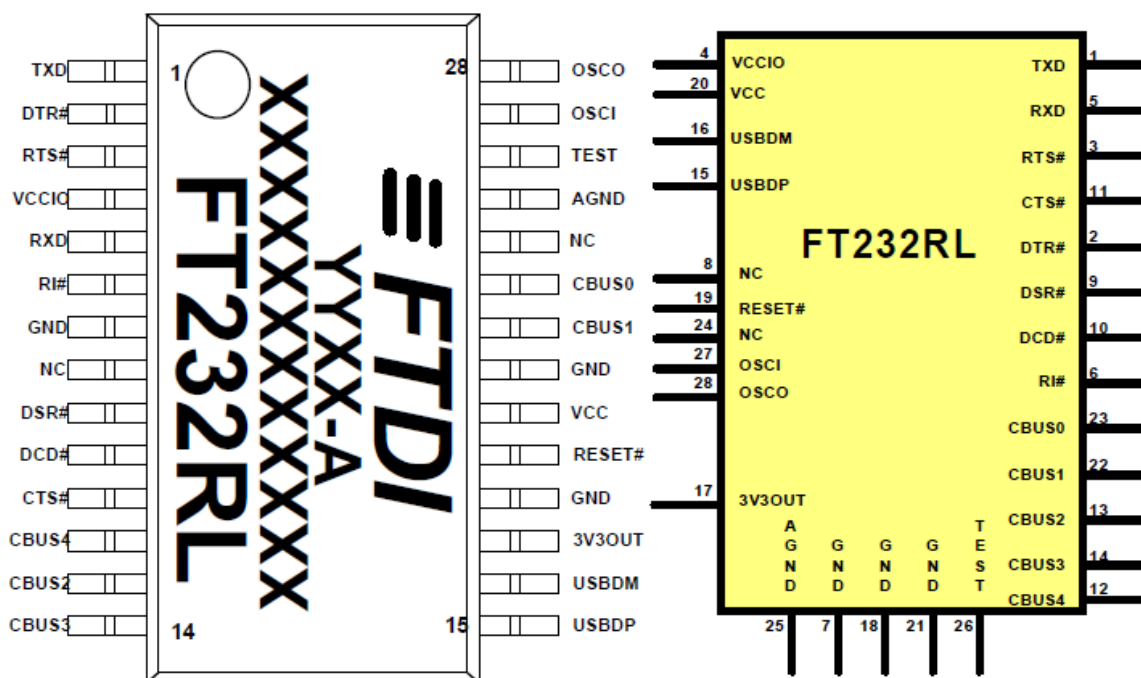 TXD
DTR#
RTS#
VCCIO
RXD
RI#
GND
NC
DSR#
DCD#
CTS#
CBUS4
CBUS2
CBUS3
1
28
14
15
FT232RL
XXXXXXXXXXXX
YYXX-A
FTDI
OSCO
OSCI
TEST
AGND
NC
CBUS0
CBUS1
GND
VCC
RESET#
GND
3V3OUT
USBDM
USBDP
FT232RL
4 VCCIO
20 VCC
16 USBDM
15 USBDP
8 NC
19 RESET#
24 NC
27 OSCI
28 OSCO
17 3V3OUT
TXD 1
RXD 5
RTS# 3
CTS# 11
DTR# 2
DSR# 9
DCD# 10
RI# 6
CBUS0 23
CBUS1 22
CBUS2 13
CBUS3 14
CBUS4 12
AGND 25
GND 7
GND 18
GND 21
TEST 26